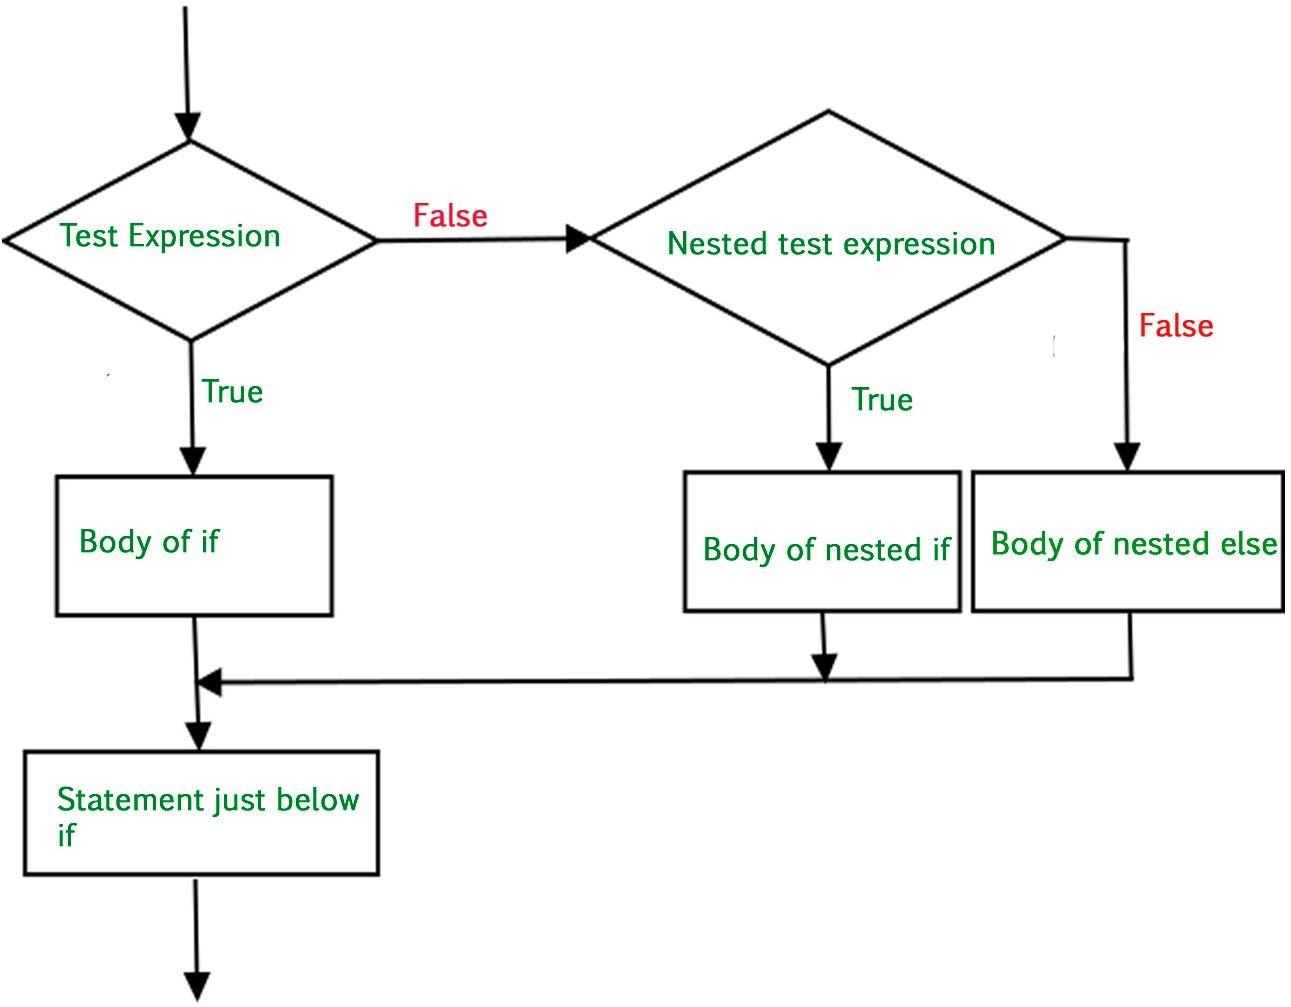 Test Expression
False
Nested test expression
False
True
True
Body of if
Body of nested if
Body of nested else
Statement just below
if